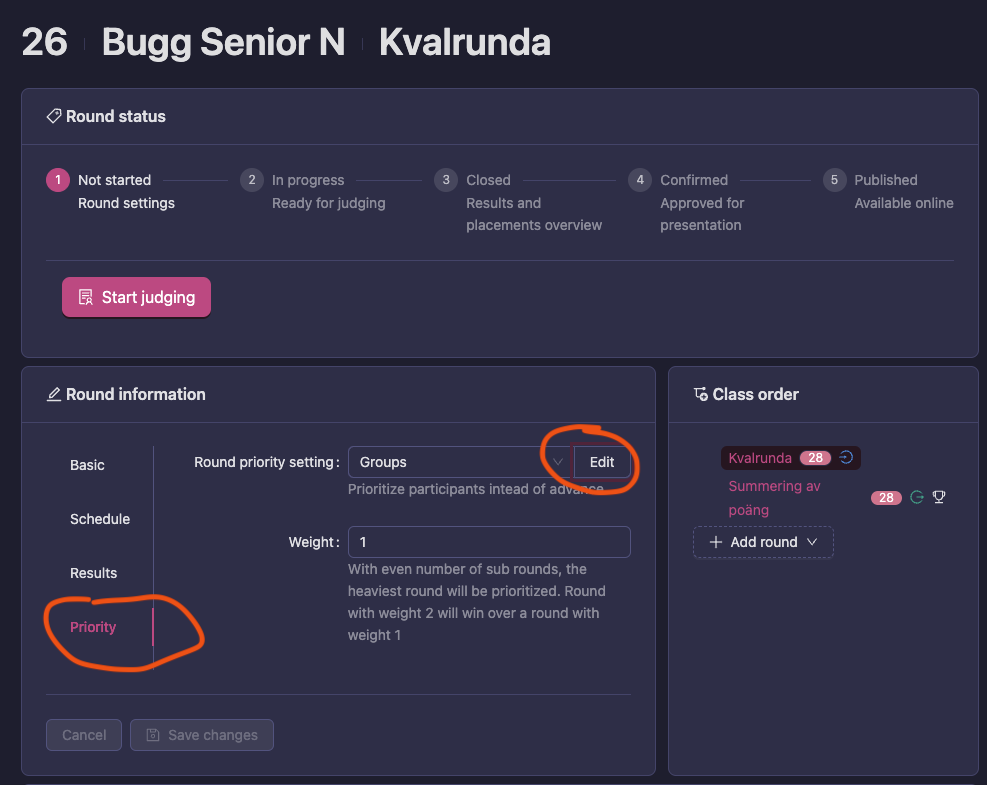 26 Bugg Senior N Kvalrunda
Round status
1 Not started
Round settings
2 In progress
Ready for judging
3 Closed
Results and
placements overview
4 Confirmed
Approved for
presentation
5 Published
Available online
Start judging
Round information
Basic
Schedule
Results
Priority
Round priority setting: Groups Edit
Prioritize participants intead of advance
Weight: 1
With even number of sub rounds, the
heaviest round will be prioritized. Round
with weight 2 will win over a round with
weight 1
Cancel Save changes
Class order
Kvalrunda 28
Summering av
poäng 28
Add round